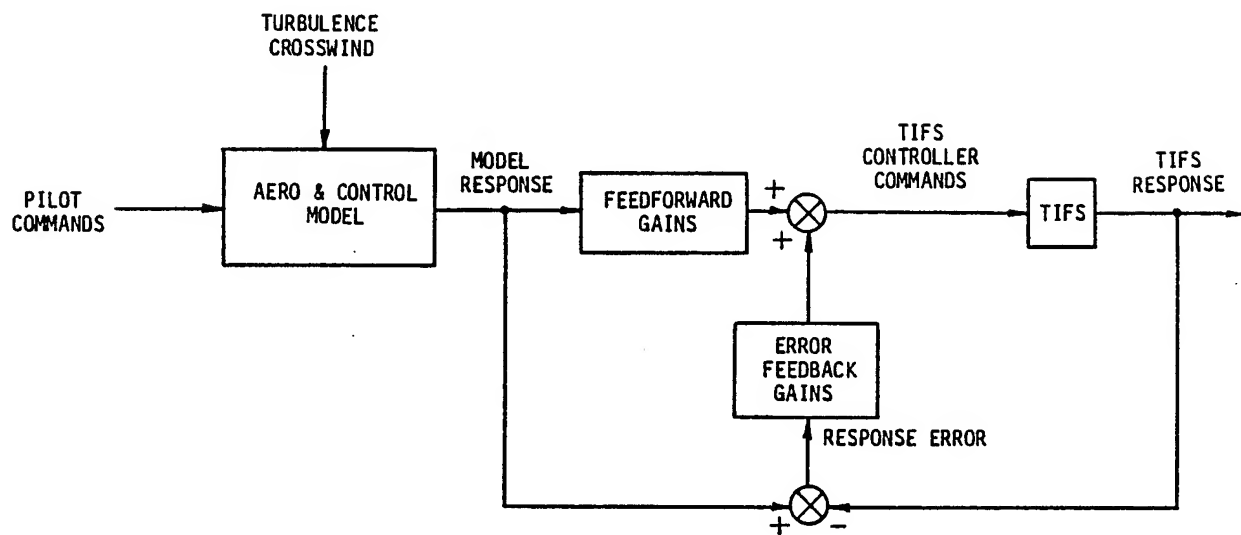 TURBULENCE
CROSSWIND
PILOT
COMMANDS
AERO & CONTROL
MODEL
MODEL
RESPONSE
FEEDFORWARD
GAINS
+
+
TIFS
CONTROLLER
COMMANDS
TIFS
TIFS
RESPONSE
ERROR
FEEDBACK
GAINS
RESPONSE ERROR
+
-